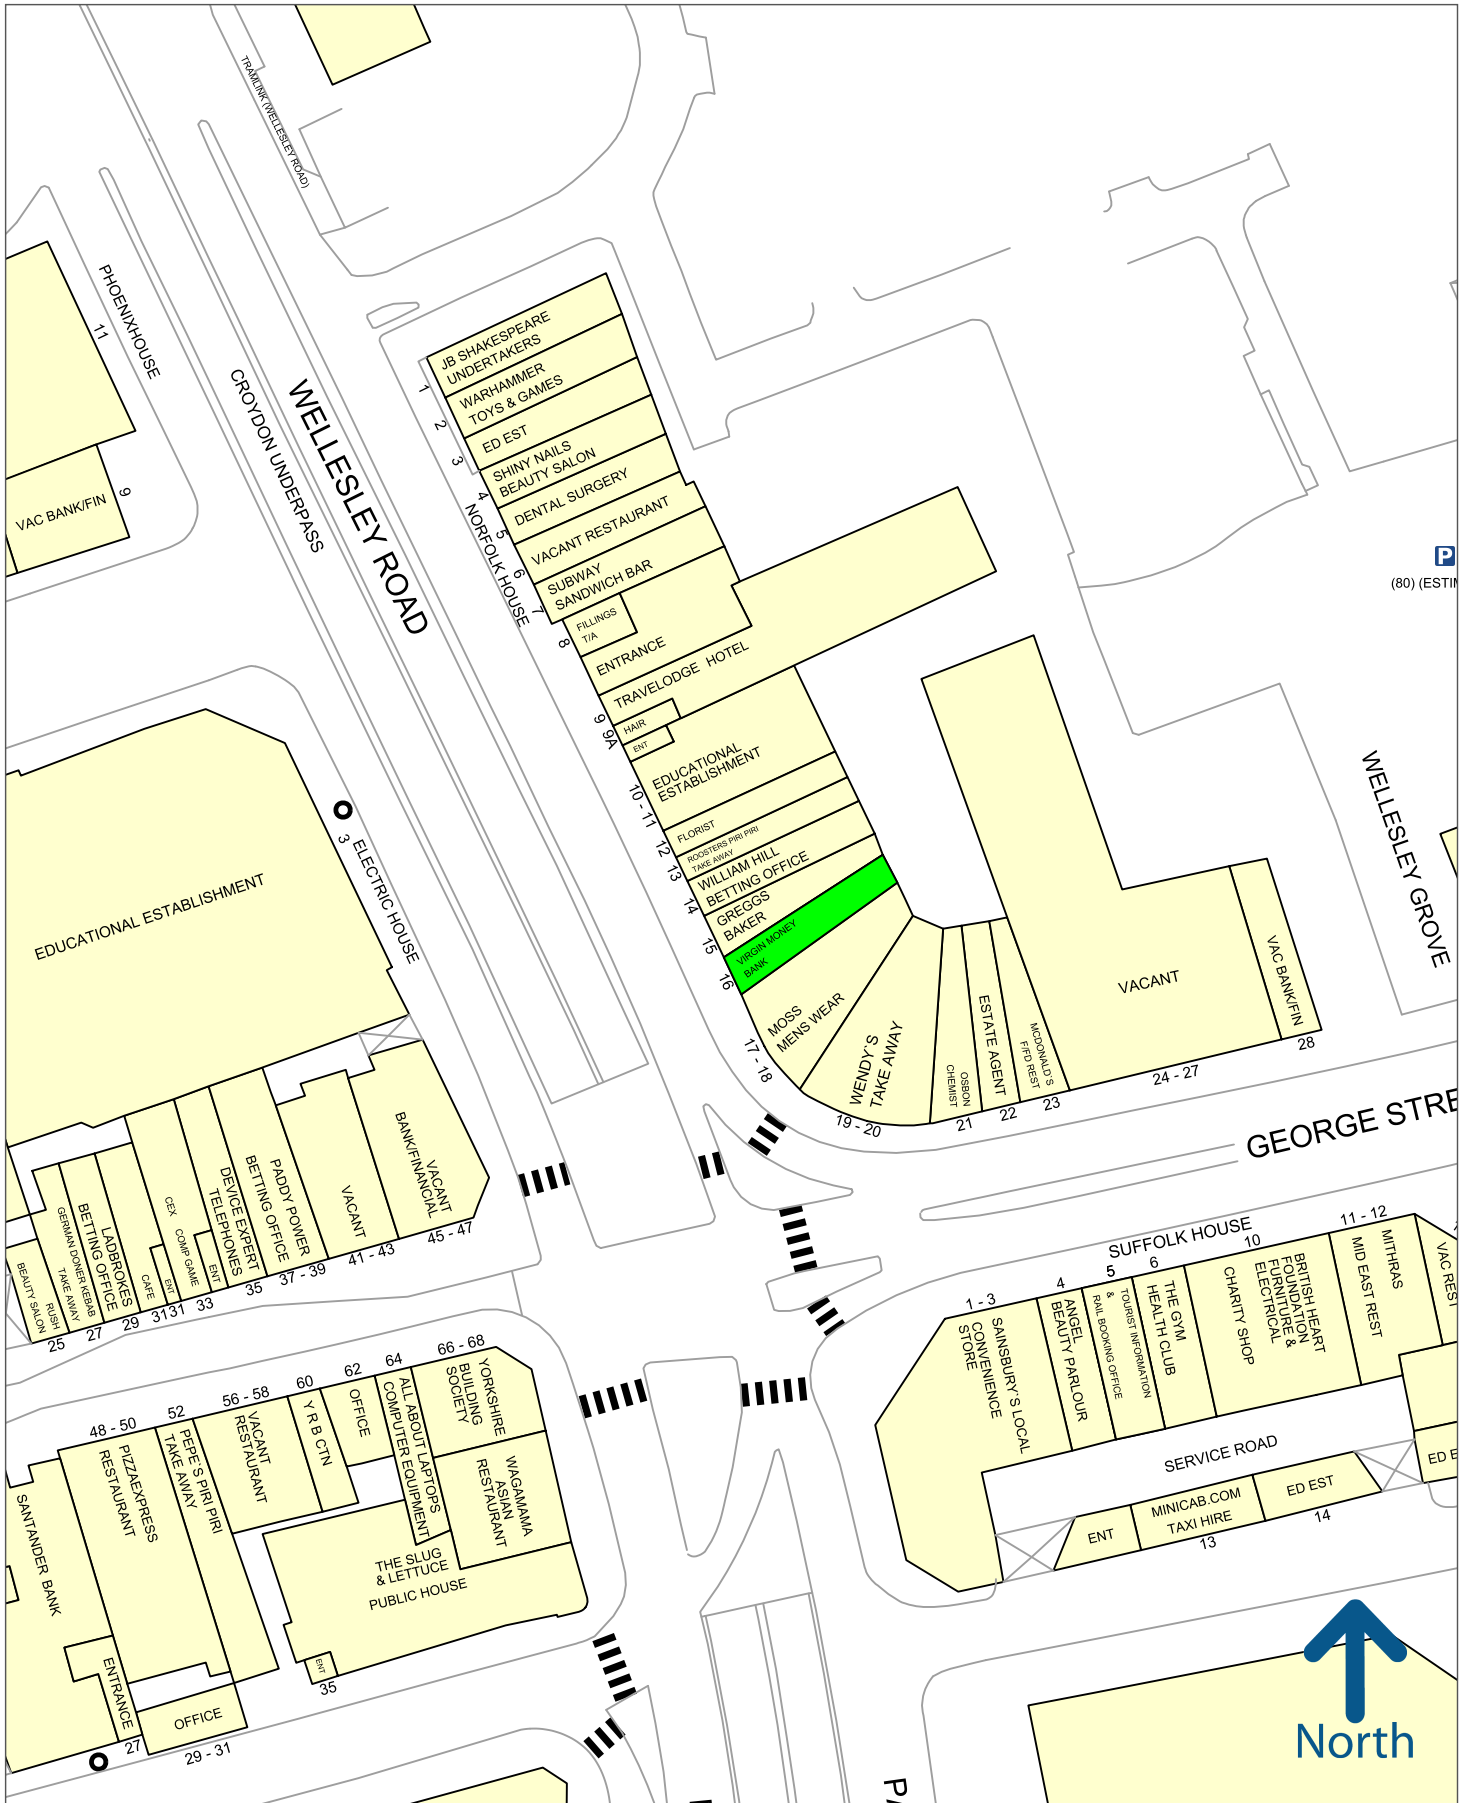 TRAMLINK (WELLESLEY ROAD)
PHOENIXHOUSE
11
9
VAC BANK/FIN
CROYDON UNDERPASS
WELLESLEY ROAD
NORFOLK HOUSE
JB SHAKESPEARE
UNDERTAKERS
1
WARHAMMER
TOYS & GAMES
2
ED EST
3
SHINY NAILS
BEAUTY SALON
4
DENTAL SURGERY
5
VACANT RESTAURANT
6
SUBWAY
SANDWICH BAR
7
FILLINGS
T/A
8
ENTRANCE
TRAVELODGE HOTEL
9
HAIR
9A
ENT
EDUCATIONAL
ESTABLISHMENT
10 - 11
FLORIST
12
ROOSTERS PIRI PIRI
TAKE AWAY
13
WILLIAM HILL
BETTING OFFICE
14
GREGGS
BAKER
15
VIRGIN MONEY
BANK
16
MOSS
MENS WEAR
17 - 18
WENDY'S
TAKE AWAY
19 - 20
OSBON
CHEMIST
21
ESTATE AGENT
22
MCDONALD'S
F/FD REST
23
VACANT
24 - 27
VAC BANK/FIN
28
P
(80) (ESTIM
WELLESLEY GROVE
GEORGE STRE
3
ELECTRIC HOUSE
EDUCATIONAL ESTABLISHMENT
RUSH
BEAUTY SALON
25
GERMAN DONER KEBAB
TAKE AWAY
27
LADBROKES
BETTING OFFICE
29
CAFE
31
ENT
31
CEX COMP GAME
33
ENT
DEVICE EXPERT
TELEPHONES
35
PADDY POWER
BETTING OFFICE
37 - 39
VACANT
41 - 43
VACANT
BANK/FINANCIAL
45 - 47
SANTANDER BANK
48 - 50
PIZZAEXPRESS
RESTAURANT
52
PEPE'S PIRI PIRI
TAKE AWAY
56 - 58
VACANT
RESTAURANT
60
Y R B CTN
62
OFFICE
64
ALL ABOUT LAPTOPS
COMPUTER EQUIPMENT
66 - 68
YORKSHIRE
BUILDING
SOCIETY
WAGAMAMA
ASIAN
RESTAURANT
THE SLUG
& LETTUCE
PUBLIC HOUSE
ENT
35
ENTRANCE
27
OFFICE
29 - 31
SUFFOLK HOUSE
1 - 3
SAINSBURY'S LOCAL
CONVENIENCE
STORE
4
ANGEL
BEAUTY PARLOUR
5
TOURIST INFORMATION
&
RAIL BOOKING OFFICE
6
THE GYM
HEALTH CLUB
10
BRITISH HEART
FOUNDATION
FURNITURE &
ELECTRICAL
CHARITY SHOP
11 - 12
MITHRAS
MID EAST REST
VAC REST
SERVICE ROAD
ENT
MINICAB.COM
TAXI HIRE
13
ED EST
14
ED E
PA
North